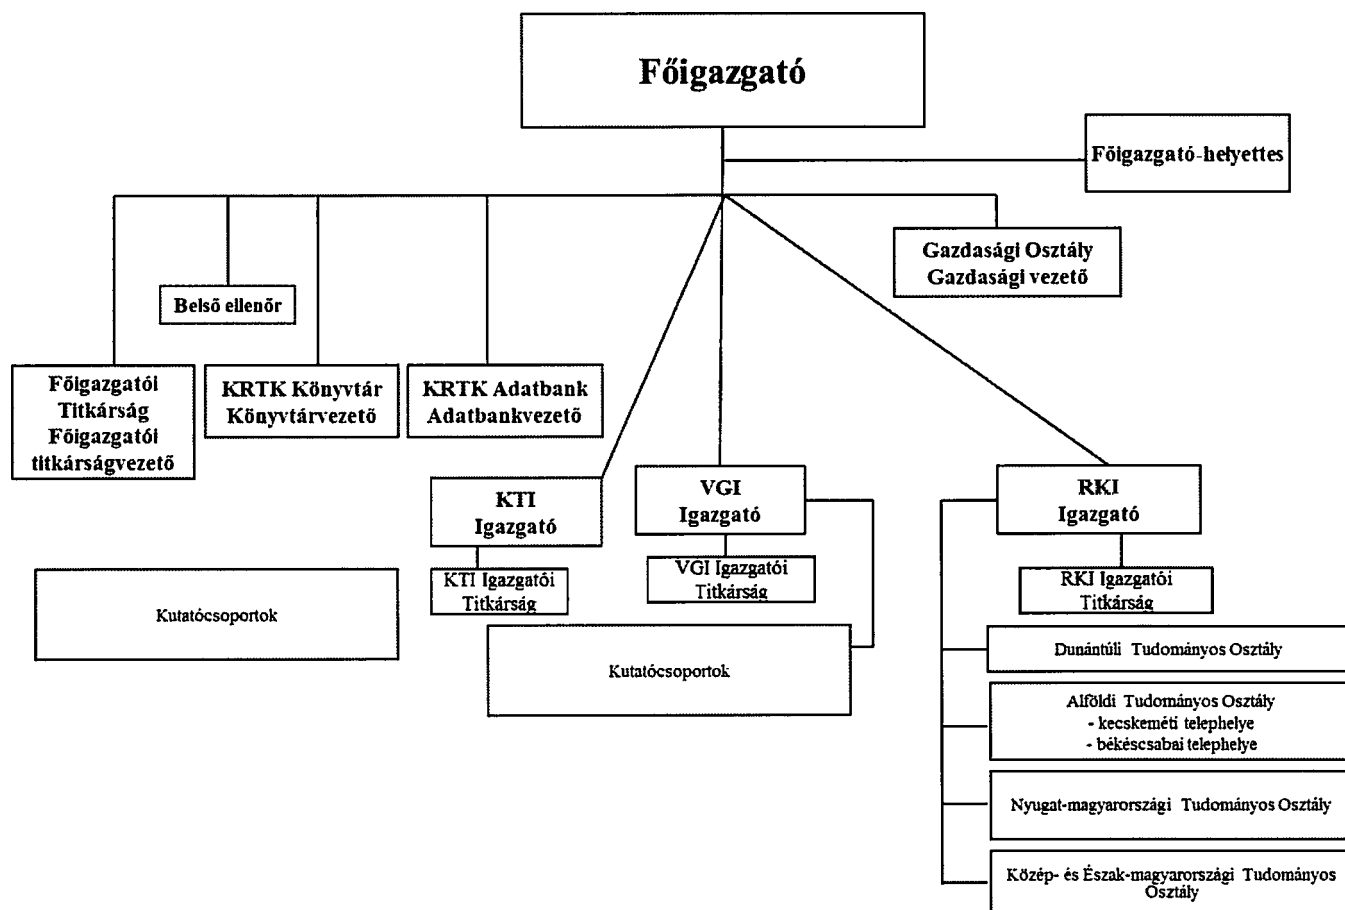 Főigazgató
Főigazgató-helyettes
Gazdasági Osztály
Gazdasági vezető
Belső ellenőr
Főigazgatói
Titkárság
Főigazgatói
titkárságvezető
KRTK Könyvtár
Könyvtárvezető
KRTK Adatbank
Adatbankvezető
KTI
Igazgató
VGI
Igazgató
RKI
Igazgató
KTI Igazgatói
Titkárság
VGI Igazgatói
Titkárság
RKI Igazgatói
Titkárság
Kutatócsoportok
Kutatócsoportok
Dunántúli Tudományos Osztály
Alföldi Tudományos Osztály
- kecskeméti telephelye
- békéscsabai telephelye
Nyugat-magyarországi Tudományos Osztály
Közép- és Észak-magyarországi Tudományos
Osztály